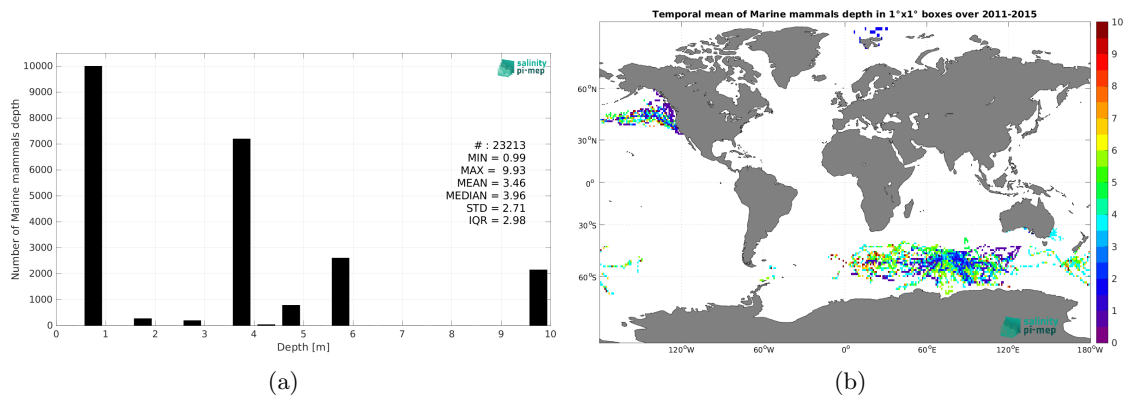 Number of Marine mammals depth
10000
9000
8000
7000
6000
5000
4000
3000
2000
1000
0
salinity
pi-mep
# : 23213
MIN = 0.99
MAX = 9.93
MEAN = 3.46
MEDIAN = 3.96
STD = 2.71
IQR = 2.98
0 1 2 3 4 5 6 7 8 9 10
Depth [m]
(a)
Temporal mean of Marine mammals depth in 1°x1° boxes over 2011-2015
60°N
30°N
0°
30°S
60°S
120°W 60°W 0° 60°E 120°E 180°W
salinity
pi-mep
10
9
8
7
6
5
4
3
2
1
0
(b)